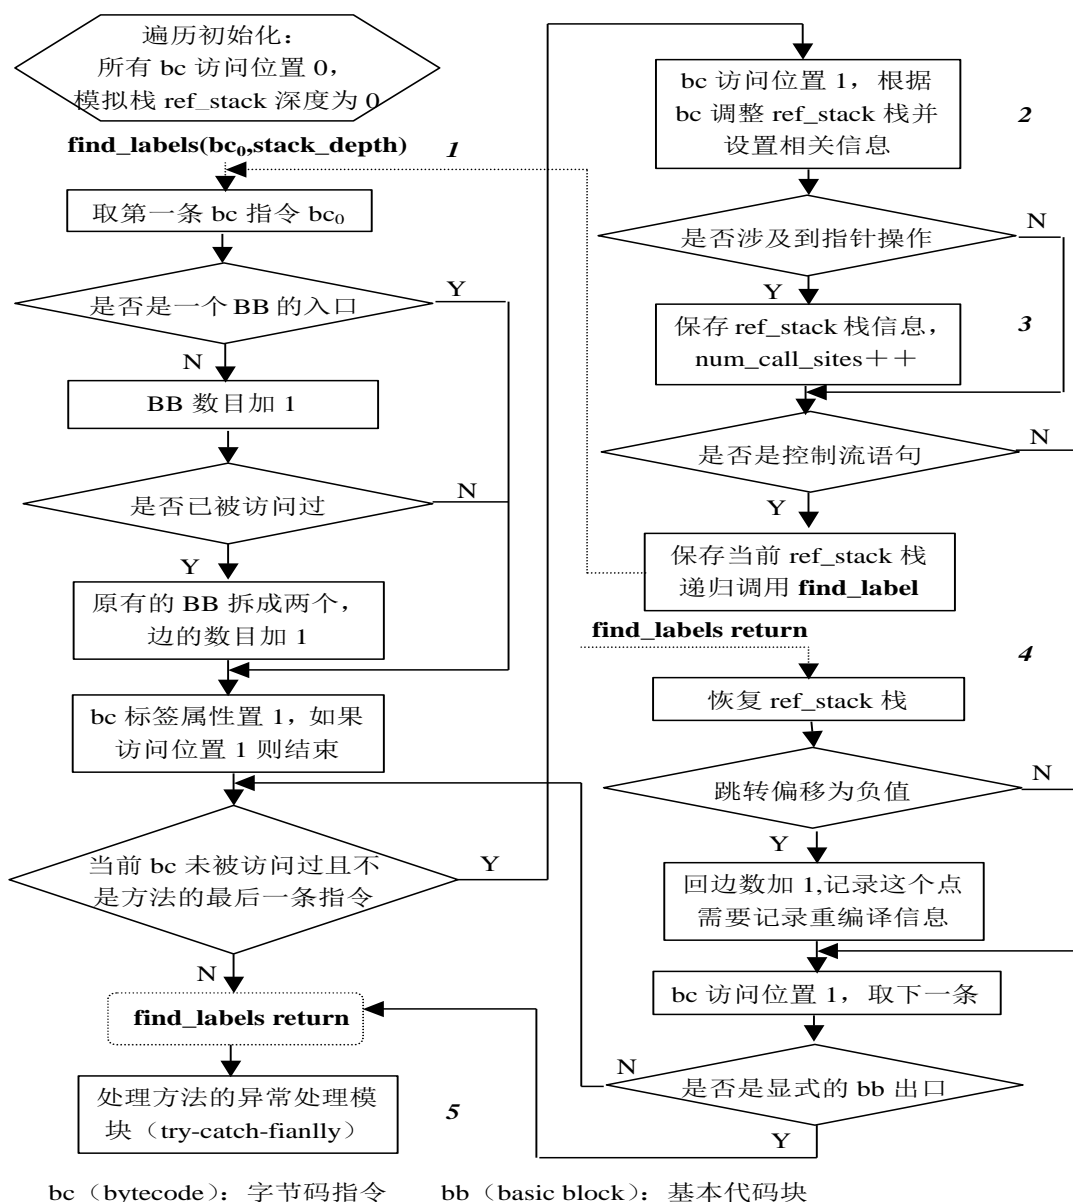 遍历初始化：
所有 bc 访问位置 0，
模拟栈 ref_stack 深度为 0
find_labels(bc₀,stack_depth)
1
取第一条 bc 指令 bc₀
是否是一个 BB 的入口
Y
N
BB 数目加 1
是否已被访问过
N
Y
原有的 BB 拆成两个，
边的数目加 1
bc 标签属性置 1，如果
访问位置 1 则结束
当前 bc 未被访问过且不
是方法的最后一条指令
Y
N
find_labels return
处理方法的异常处理模
块（try-catch-fianlly）
5
bc 访问位置 1，根据
bc 调整 ref_stack 栈并
设置相关信息
2
是否涉及到指针操作
N
Y
保存 ref_stack 栈信息，
num_call_sites＋＋
3
是否是控制流语句
N
Y
保存当前 ref_stack 栈
递归调用 find_label
find_labels return
4
恢复 ref_stack 栈
跳转偏移为负值
N
Y
回边数加 1,记录这个点
需要记录重编译信息
bc 访问位置 1，取下一条
是否是显式的 bb 出口
N
Y
bc（bytecode）：字节码指令 bb（basic block）：基本代码块